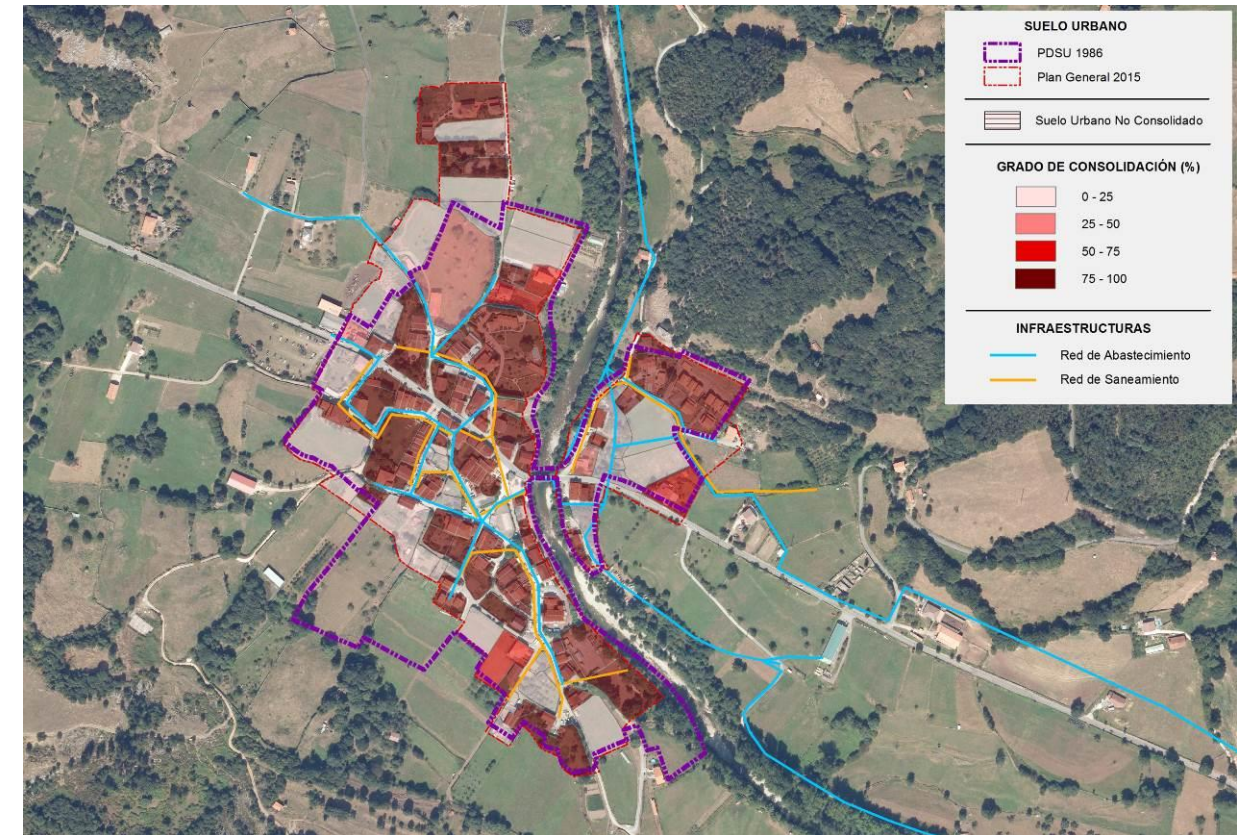 SUELO URBANO
PDSU 1986
Plan General 2015
Suelo Urbano No Consolidado
GRADO DE CONSOLIDACIÓN (%)
0 - 25
25 - 50
50 - 75
75 - 100
INFRAESTRUCTURAS
Red de Abastecimiento
Red de Saneamiento